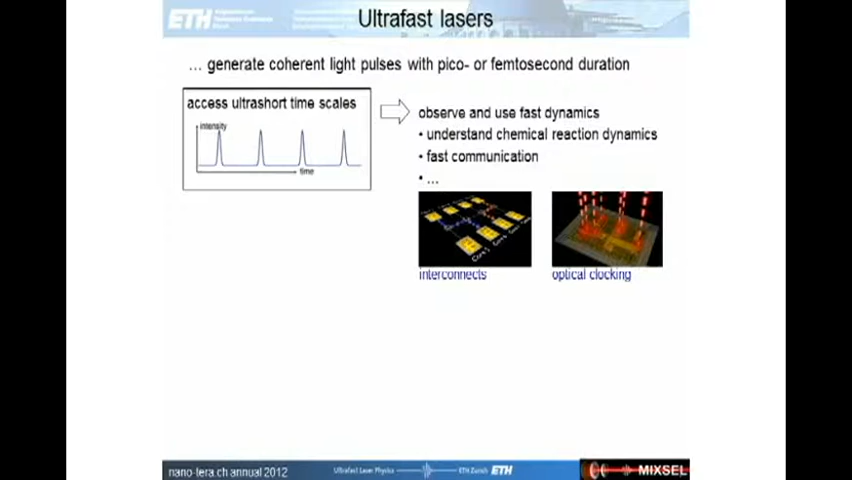 ETH
Ultrafast lasers
... generate coherent light pulses with pico- or femtosecond duration
access ultrashort time scales
intensity
time
observe and use fast dynamics
• understand chemical reaction dynamics
• fast communication
• ...
interconnects
optical clocking
nano-tera.ch annual 2012
Ultrafast Laser Physics
ETH Zurich ETH
MIXSEL